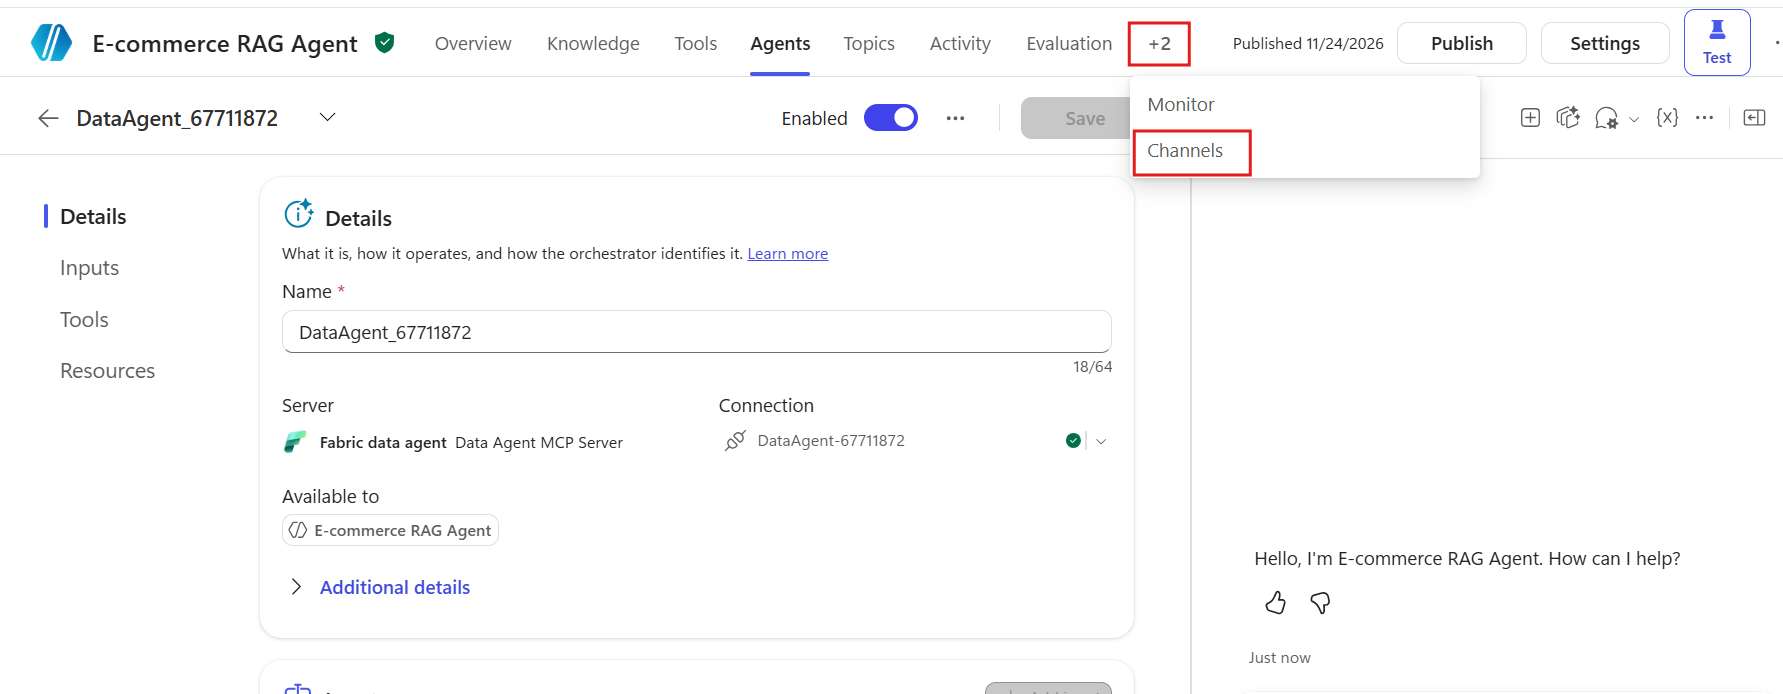 E-commerce RAG Agent Overview Knowledge Tools Agents Topics Activity Evaluation +2 Published 11/24/2026 Publish Settings Test
Monitor
Channels
DataAgent_67711872 Enabled Save {x}
Details
Inputs
Tools
Resources
Details
What it is, how it operates, and how the orchestrator identifies it. Learn more
Name *
DataAgent_67711872
18/64
Server Connection
Fabric data agent Data Agent MCP Server DataAgent-67711872
Available to
E-commerce RAG Agent
Additional details
Hello, I'm E-commerce RAG Agent. How can I help?
Just now